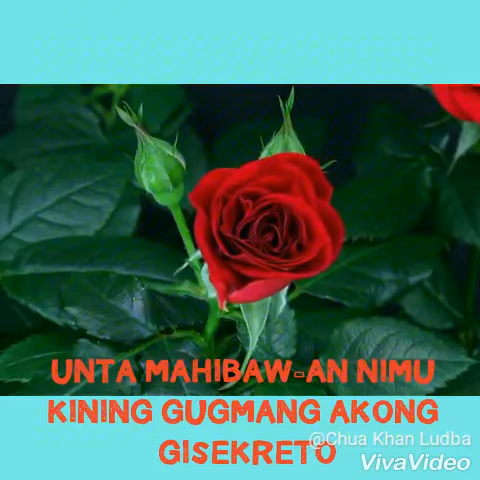 UNTA MAHIBAW-AN NIMU
KINING GUGMANG AKONG
GISEKRETO
@Chua Khan Ludba
VivaVideo